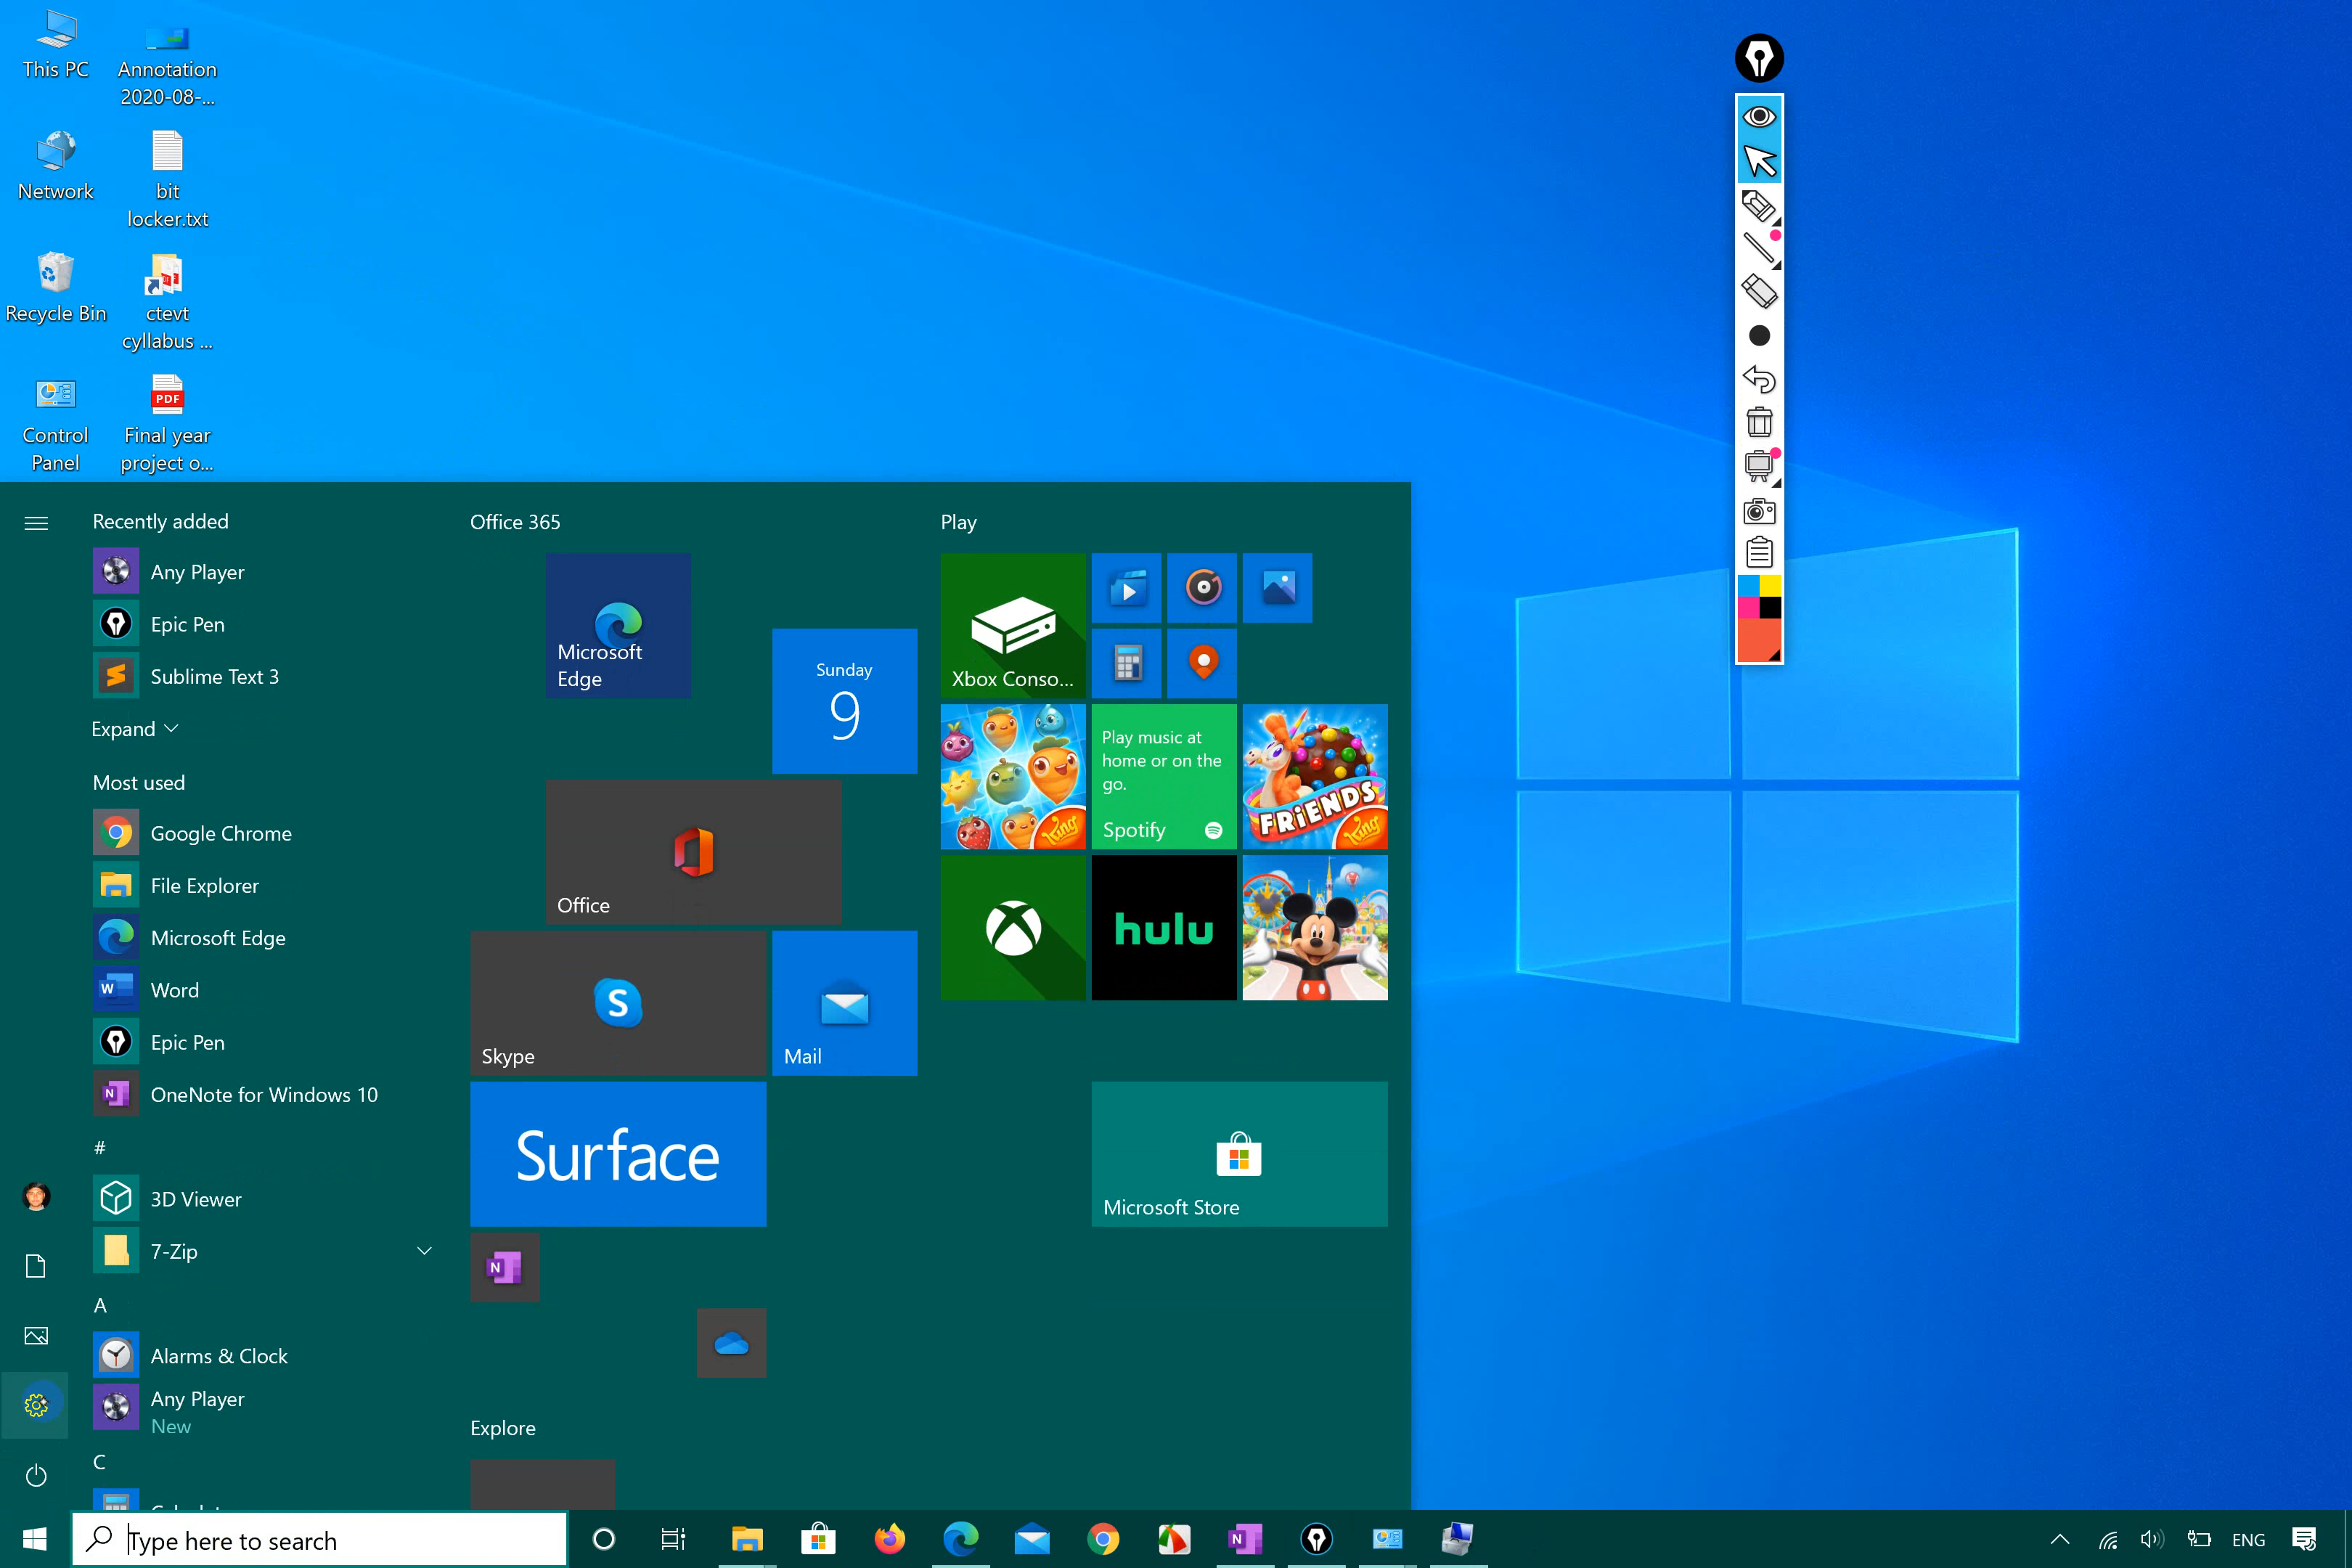 This PC
Annotation
2020-08-...
Network
bit
locker.txt
Recycle Bin
ctevt
cyllabus ...
Control
Panel
PDF
Final year
project o...
Recently added
Any Player
Epic Pen
Sublime Text 3
Expand
Most used
Google Chrome
File Explorer
Microsoft Edge
W
Word
Epic Pen
N
OneNote for Windows 10
#
3D Viewer
7-Zip
A
Alarms & Clock
Any Player
New
C
Office 365
Microsoft
Edge
Sunday
9
Office
S
Skype
Mail
Surface
N
Explore
Play
Xbox Conso...
King
Play music at
home or on the
go.
Spotify
FRIENDS
King
hulu
Microsoft Store
Type here to search
N
ENG